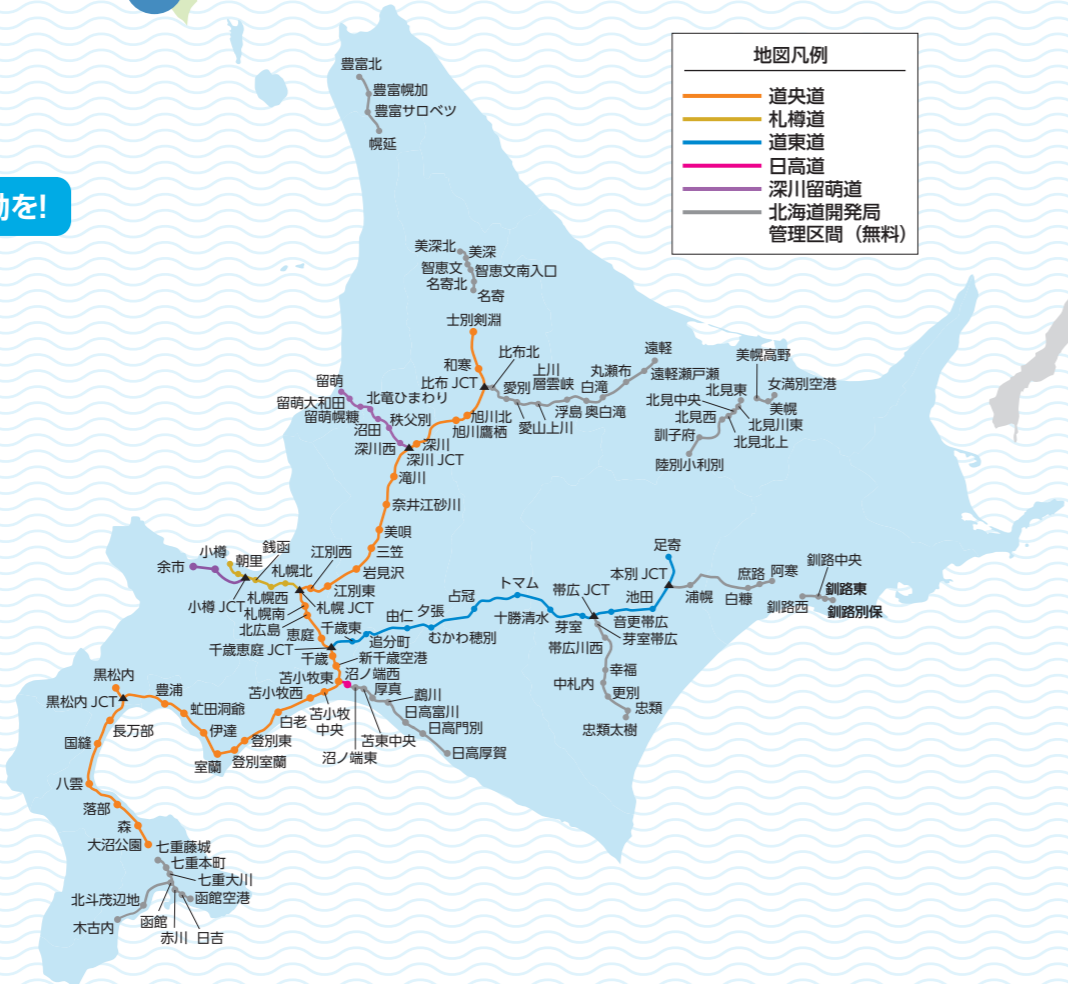 動を!
地図凡例
道央道
札樽道
道東道
日高道
深川留萌道
北海道開発局
管理区間（無料）
豊富北
豊富幌加
豊富サロベツ
幌延
美深北
美深
智恵文
智恵文南入口
名寄北
名寄
士別剣淵
和寒
比布北
比布 JCT
愛別
上川
層雲峡
愛山上川
浮島
白滝
奥白滝
丸瀬布
遠軽瀬戸瀬
遠軽
美幌高野
女満別空港
美幌
北見東
北見中央
北見川東
北見西
北見北上
訓子府
陸別小利別
留萌
留萌大和田
留萌幌糠
北竜ひまわり
沼田
秩父別
深川西
旭川北
旭川鷹栖
深川
深川 JCT
滝川
奈井江砂川
美唄
三笠
岩見沢
江別西
江別東
余市
小樽
朝里
銭函
札幌北
小樽 JCT
札幌西
札幌 JCT
札幌南
北広島
恵庭
千歳東
千歳恵庭 JCT
千歳
追分町
新千歳空港
由仁
夕張
むかわ穂別
占冠
トマム
十勝清水
芽室
帯広 JCT
芽室帯広
音更帯広
池田
本別 JCT
足寄
浦幌
白糠
庶路
阿寒
釧路西
釧路中央
釧路東
釧路別保
帯広川西
幸福
中札内
更別
忠類
忠類太樹
苫小牧東
沼ノ端西
苫小牧西
苫小牧
中央
厚真
鵡川
日高富川
日高門別
日高厚賀
苫東中央
沼ノ端東
白老
登別東
登別室蘭
室蘭
伊達
虻田洞爺
豊浦
黒松内
黒松内 JCT
長万部
国縫
八雲
落部
森
大沼公園
七重藤城
七重本町
七重大川
函館空港
北斗茂辺地
木古内
函館
赤川
日吉